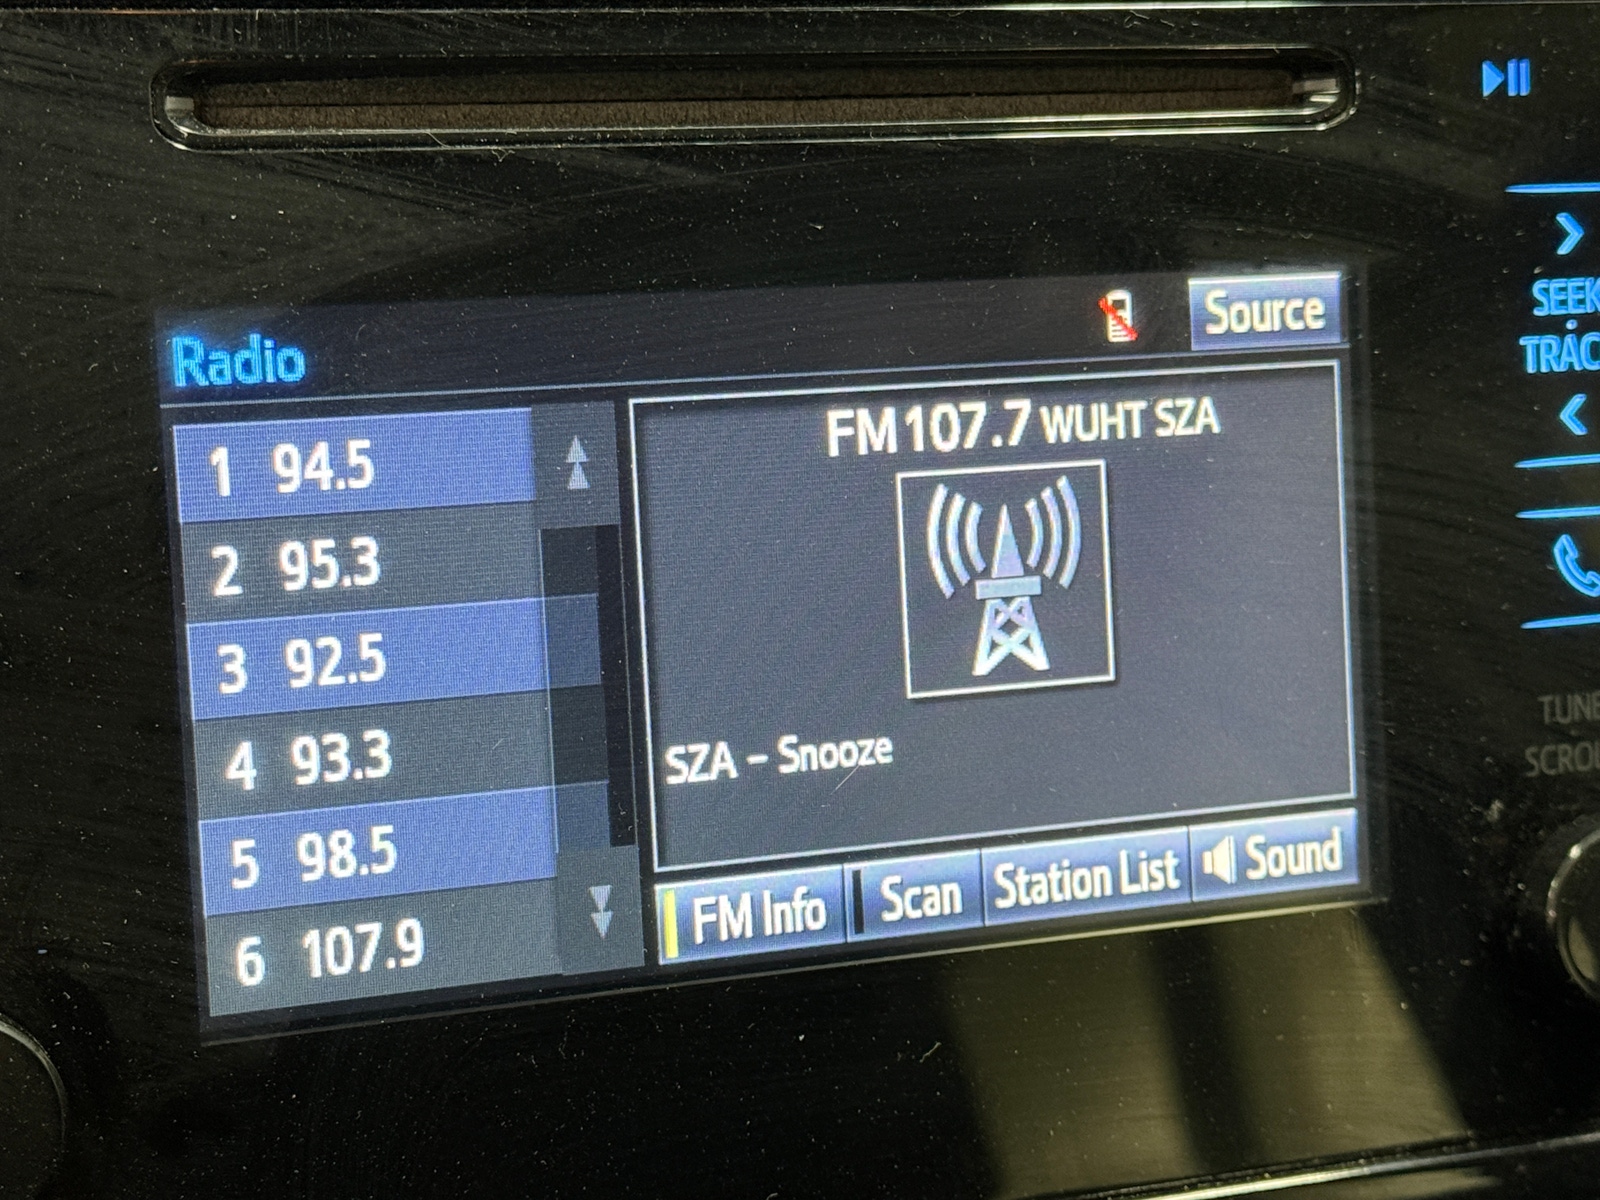 Radio
Source
1 94.5
2 95.3
3 92.5
4 93.3
5 98.5
6 107.9
FM 107.7 WUHT SZA
SZA - Snooze
FM Info
Scan
Station List
Sound
SEEK
TRAC
TUNE
SCROL